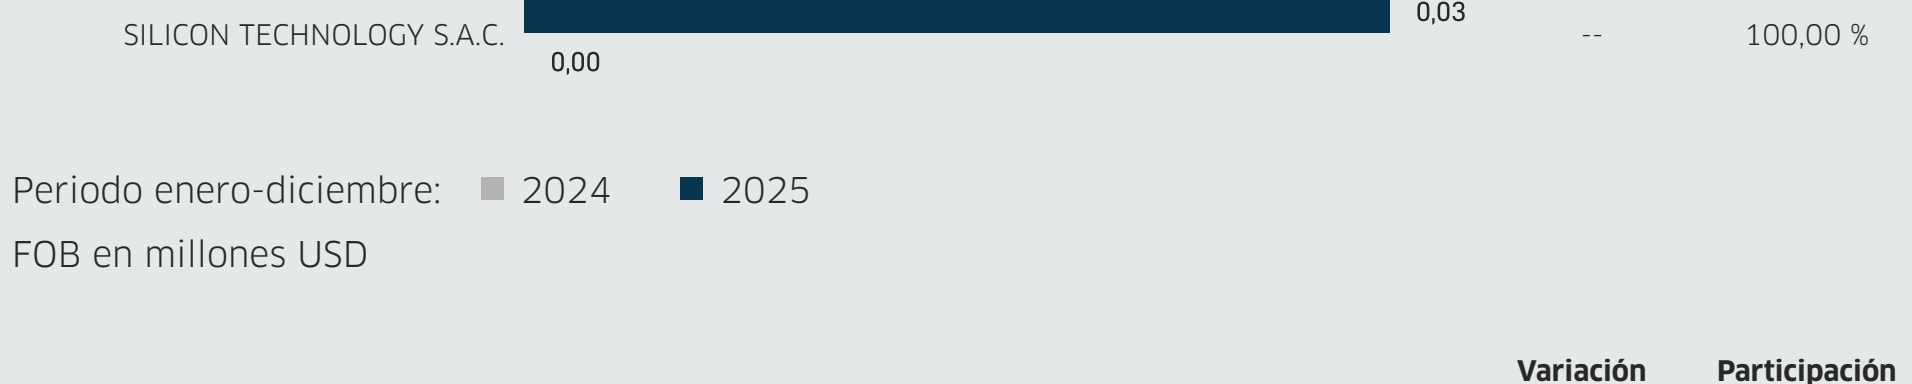 0,03
SILICON TECHNOLOGY S.A.C. -- 100,00 %
0,00
Periodo enero-diciembre: 2024 2025
FOB en millones USD
Variación Participación